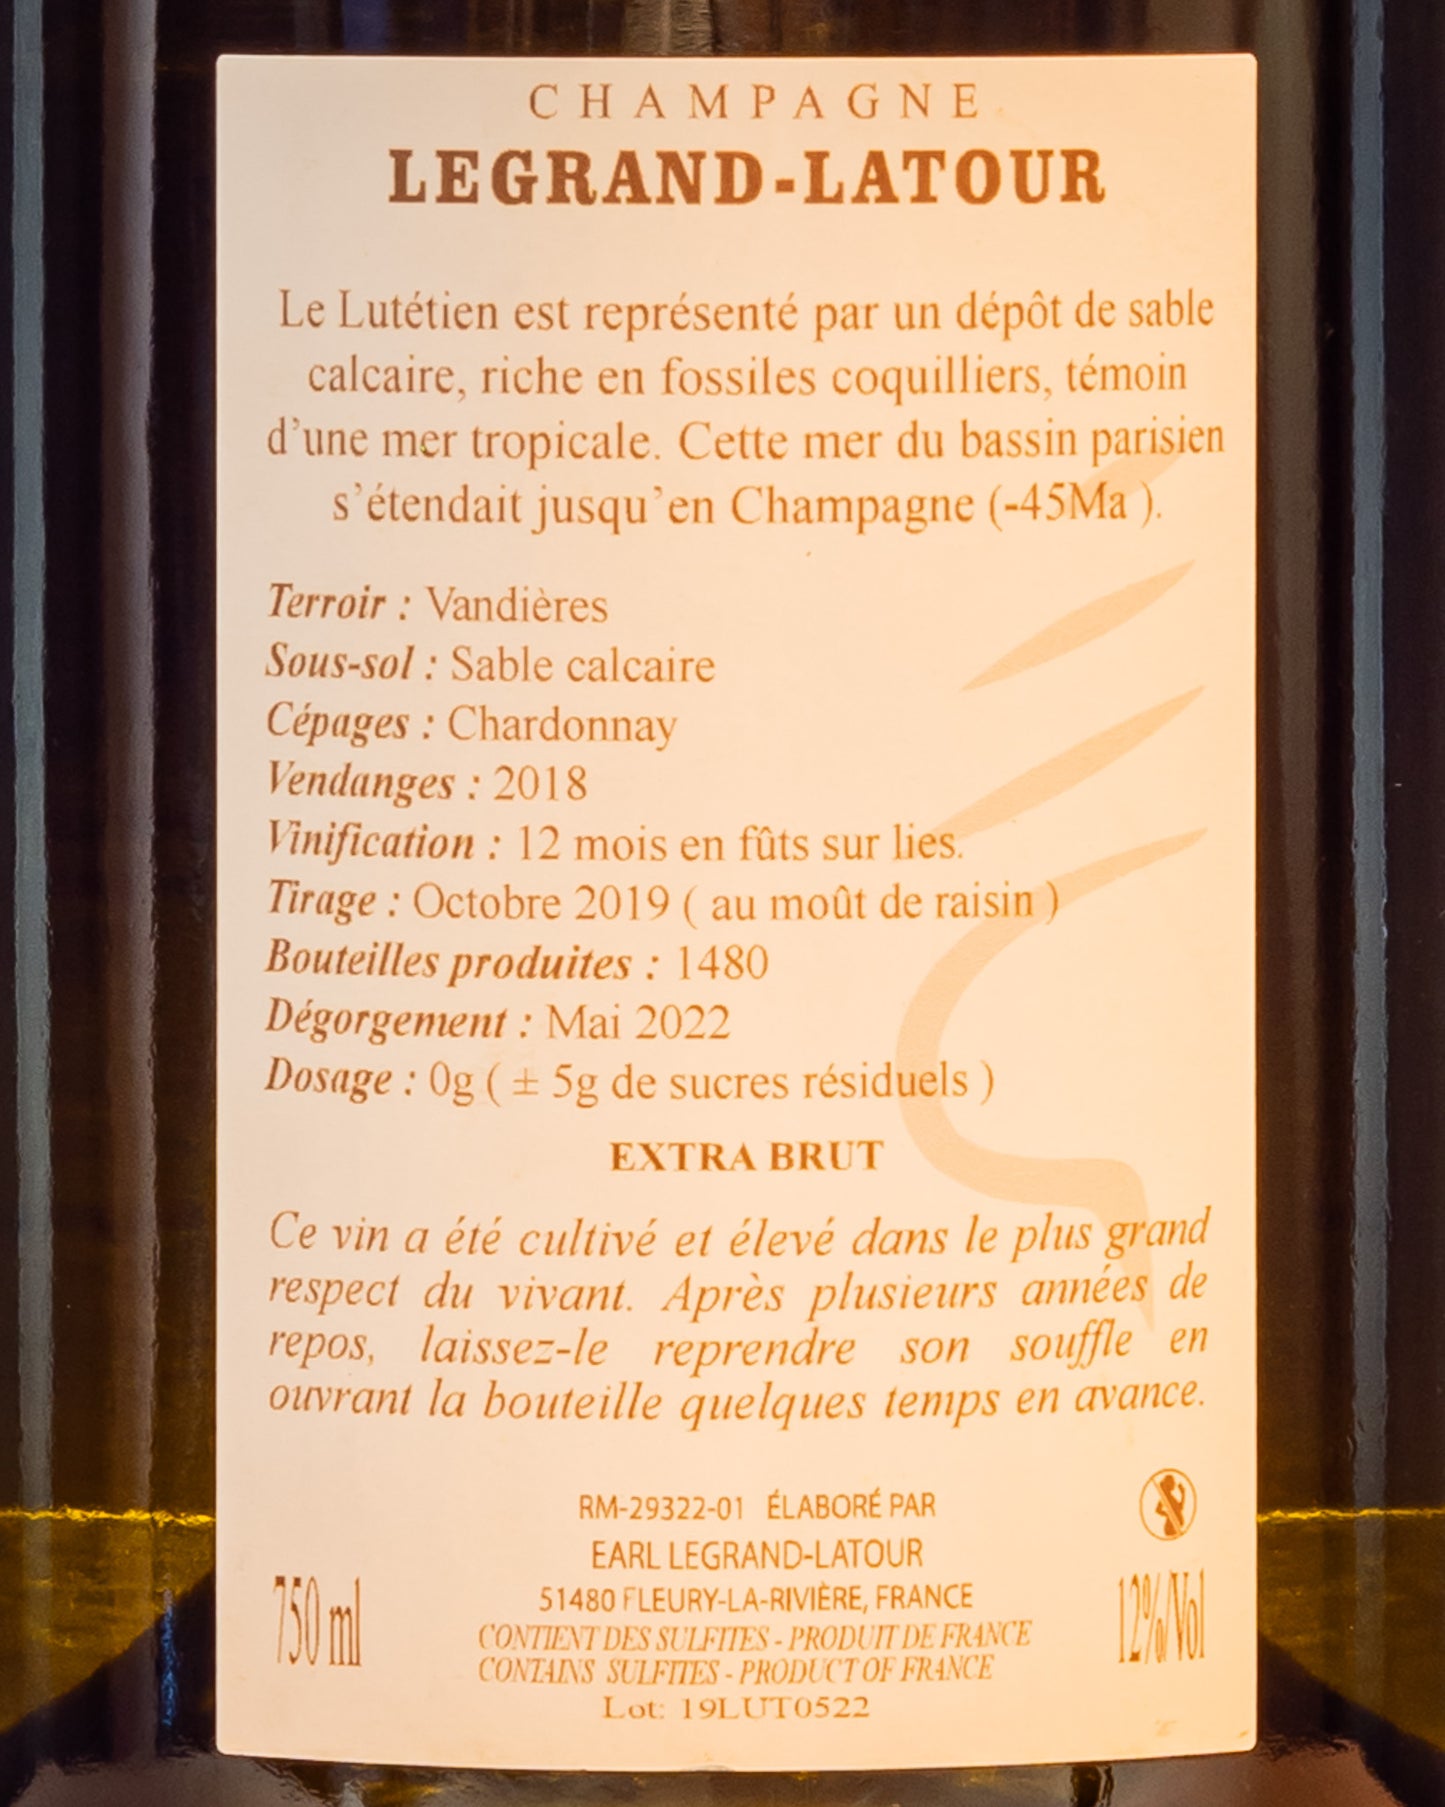 CHAMPAGNE
LEGRAND-LATOUR
Le Lutétien est représenté par un dépôt de sable
calcaire, riche en fossiles coquilliers, témoin
d’une mer tropicale. Cette mer du bassin parisien
s’étendait jusqu’en Champagne (-45Ma ).
Terroir : Vandières
Sous-sol : Sable calcaire
Cépages : Chardonnay
Vendanges : 2018
Vinification : 12 mois en fûts sur lies.
Tirage : Octobre 2019 ( au moût de raisin )
Bouteilles produites : 1480
Dégorgement : Mai 2022
Dosage : 0g ( ± 5g de sucres résiduels )
EXTRA BRUT
Ce vin a été cultivé et élevé dans le plus grand
respect du vivant. Après plusieurs années de
repos, laissez-le reprendre son souffle en
ouvrant la bouteille quelques temps en avance.
RM-29322-01 ÉLABORÉ PAR
EARL LEGRAND-LATOUR
51480 FLEURY-LA-RIVIÈRE, FRANCE
750 ml
CONTIENT DES SULFITES - PRODUIT DE FRANCE
CONTAINS SULFITES - PRODUCT OF FRANCE
12%/Vol
Lot: 19LUT0522